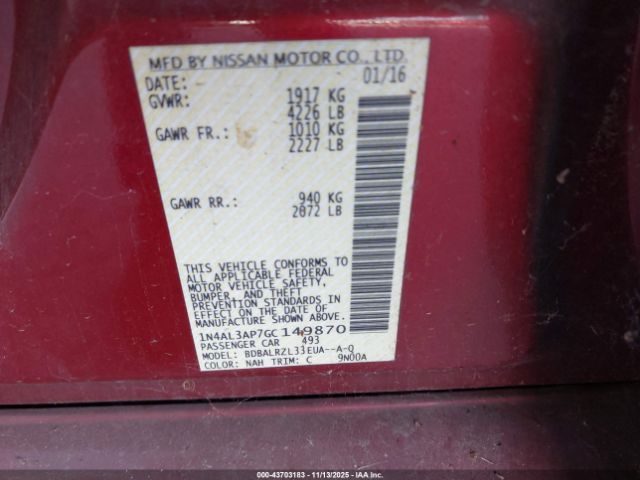 MFD BY NISSAN MOTOR CO., LTD.
DATE: 01/16
GVWR: 1917 KG
4226 LB
GAWR FR.: 1010 KG
2227 LB
GAWR RR.: 940 KG
2072 LB
THIS VEHICLE CONFORMS TO
ALL APPLICABLE FEDERAL
MOTOR VEHICLE SAFETY,
BUMPER, AND THEFT
PREVENTION STANDARDS IN
EFFECT ON THE DATE OF
MANUFACTURE SHOWN ABOVE.
1N4AL3AP7GC149870
PASSENGER CAR 493
MODEL: BDBALRZL33EUA--A-Q
COLOR: NAH TRIM: C 9N00A
00-43703183 | 11/13/2025 - IAAI.COM